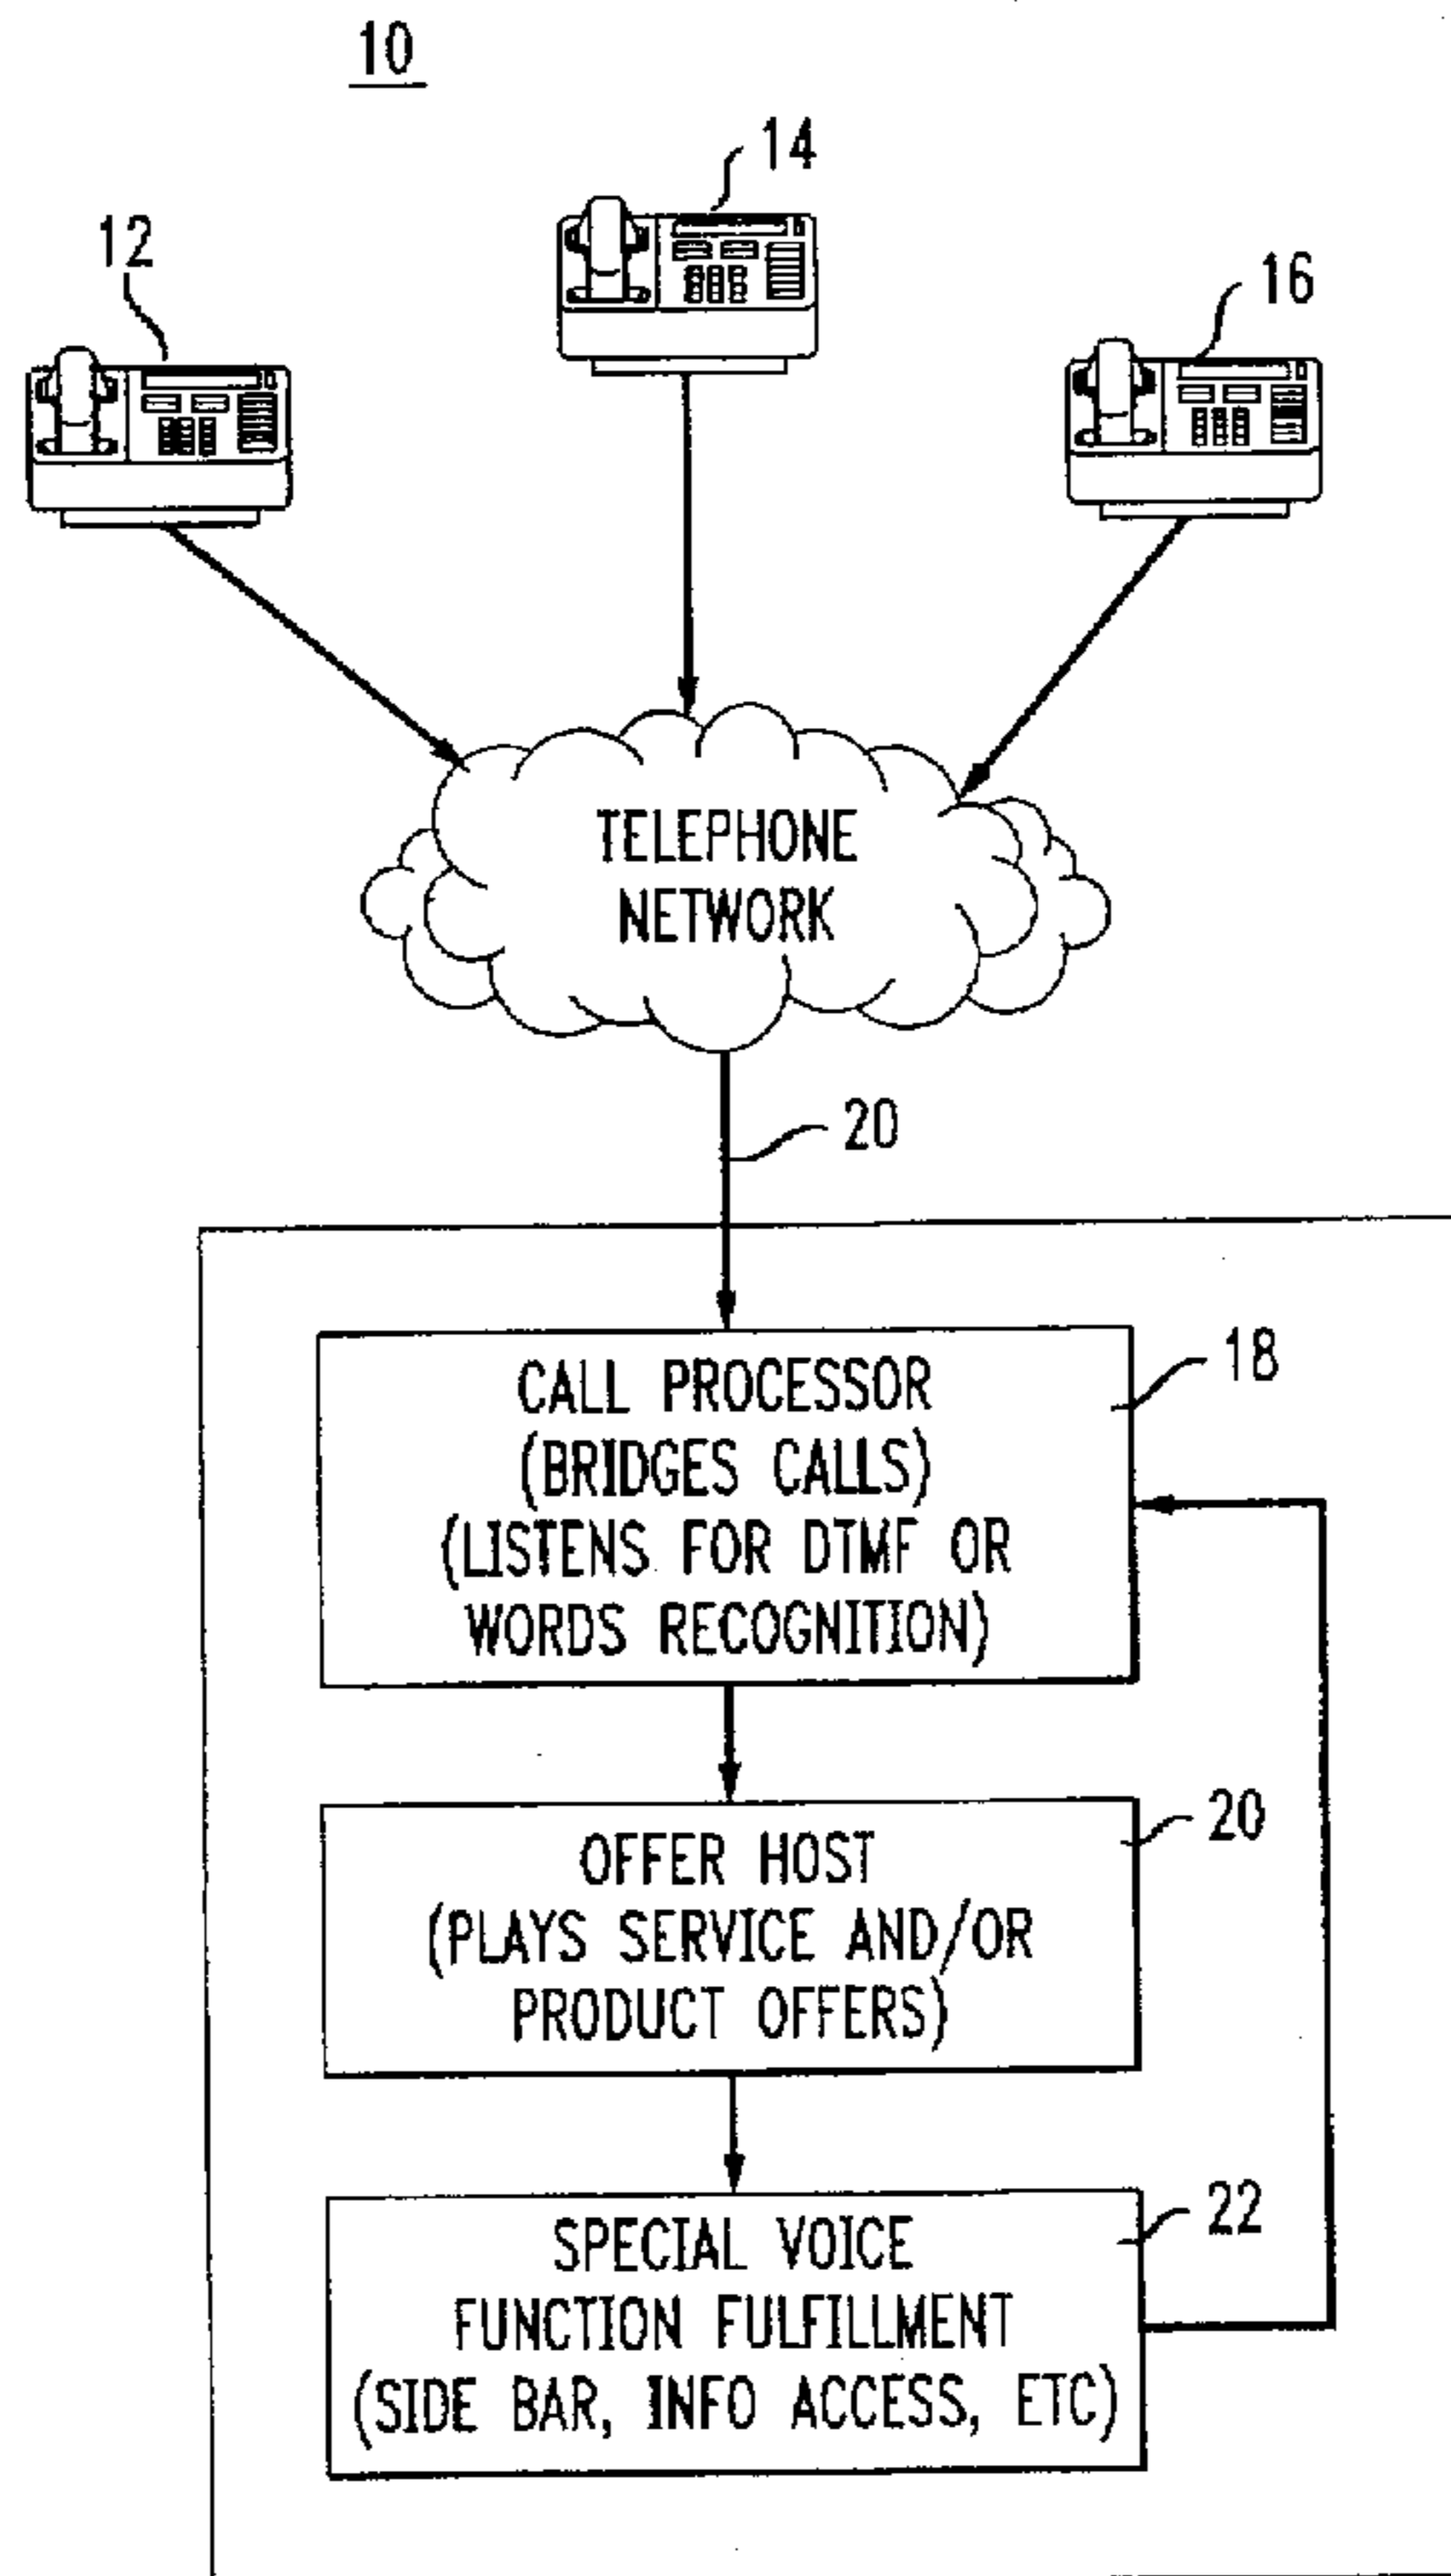 10
14
12
16
TELEPHONE
NETWORK
20
18
CALL PROCESSOR
(BRIDGES CALLS)
(LISTENS FOR DTMF OR
WORDS RECOGNITION)
20
OFFER HOST
(PLAYS SERVICE AND/OR
PRODUCT OFFERS)
22
SPECIAL VOICE
FUNCTION FULFILLMENT
(SIDE BAR, INFO ACCESS, ETC)